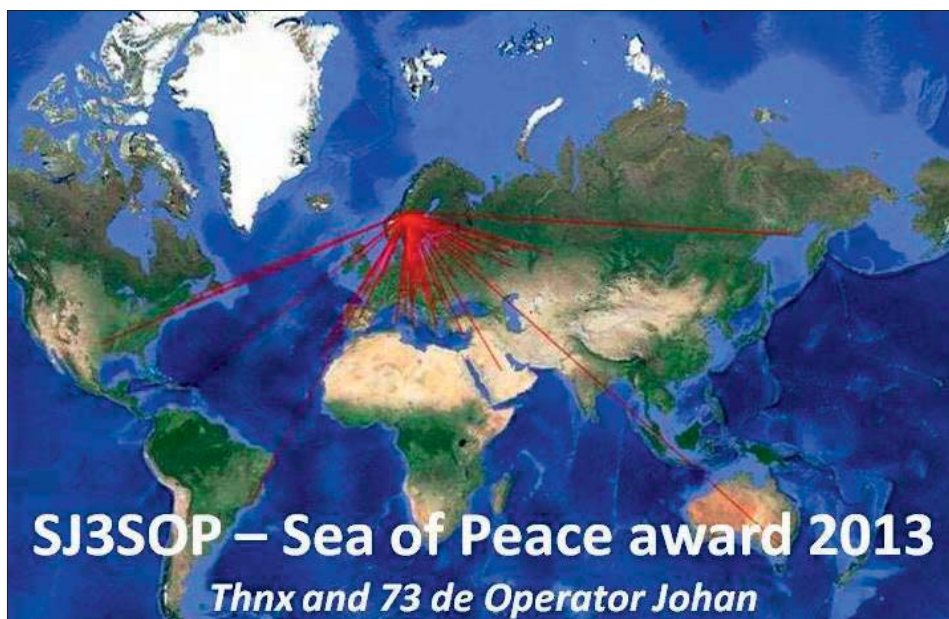 SJ3SOP – Sea of Peace award 2013
Thnx and 73 de Operator Johan